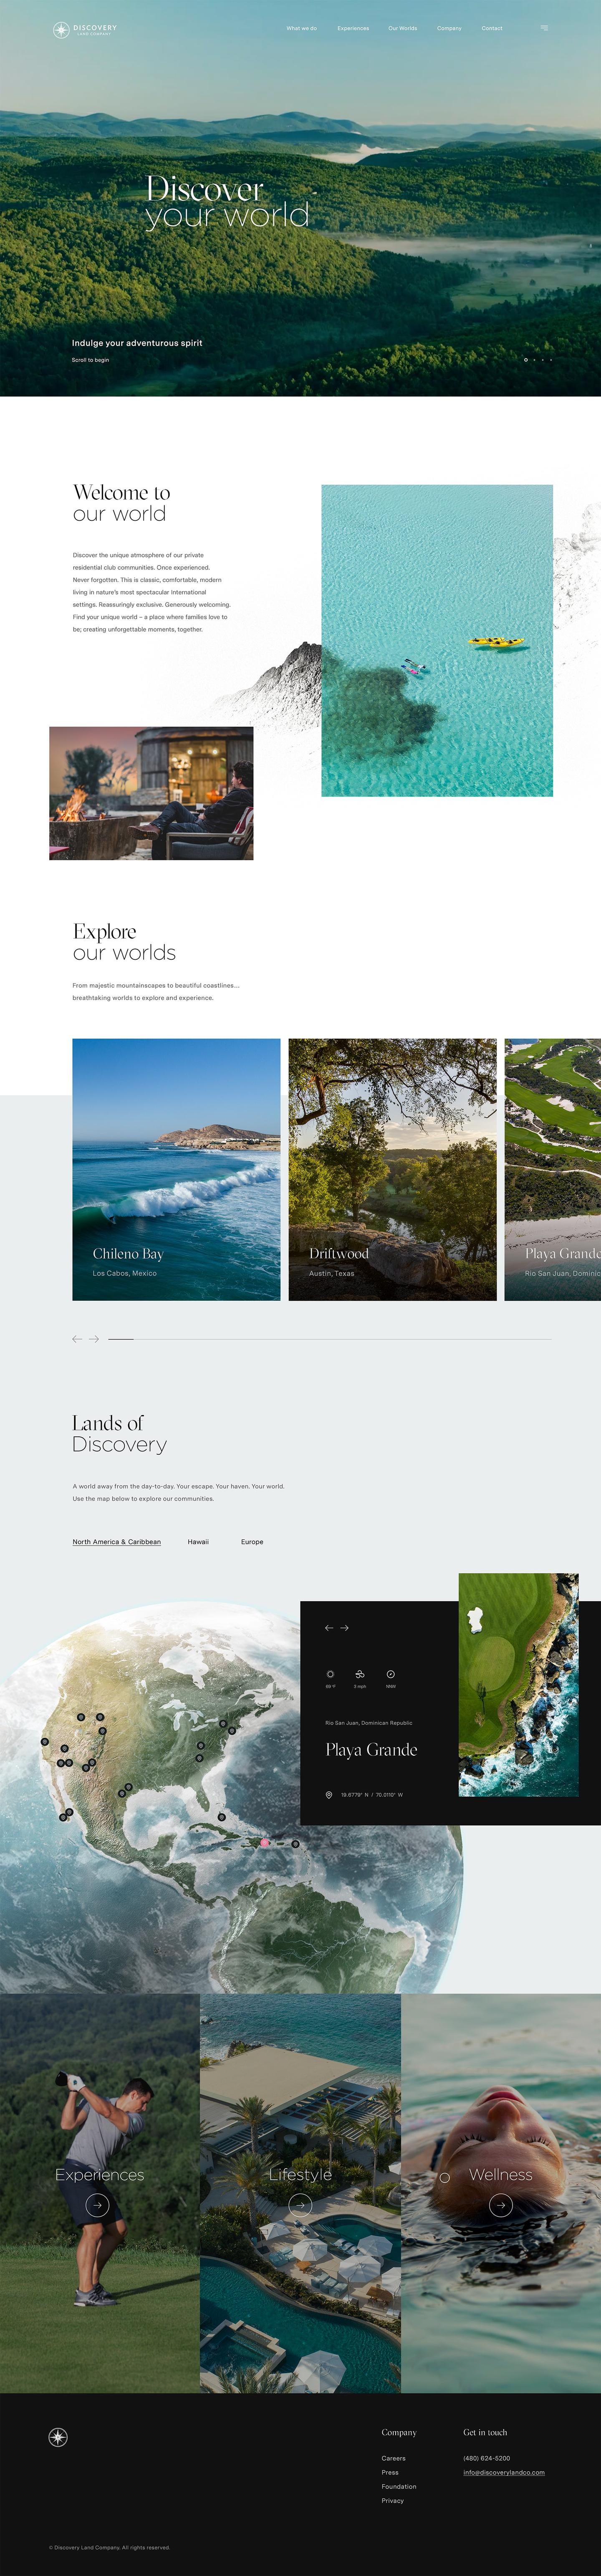 DISCOVERY
LAND COMPANY
What we do
Experiences
Our Worlds
Company
Contact
Discover
your world
Indulge your adventurous spirit
Scroll to begin
Welcome to
our world
Discover the unique atmosphere of our private
residential club communities. Once experienced.
Never forgotten. This is classic, comfortable, modern
living in nature's most spectacular International
settings. Reassuringly exclusive. Generously welcoming.
Find your unique world – a place where families love to
be; creating unforgettable moments, together.
Explore
our worlds
From majestic mountainscapes to beautiful coastlines...
breathtaking worlds to explore and experience.
Chileno Bay
Los Cabos, Mexico
Driftwood
Austin, Texas
Playa Grande
Rio San Juan, Dominic
Lands of
Discovery
A world away from the day-to-day. Your escape. Your haven. Your world.
Use the map below to explore our communities.
North America & Caribbean
Hawaii
Europe
5 mph
NNW
Rio San Juan, Dominican Republic
Playa Grande
19.6779° N / 70.0110° W
Experiences
Lifestyle
Wellness
Company
Careers
Press
Foundation
Privacy
Get in touch
(480) 624-5200
info@discoverylandco.com
© Discovery Land Company. All rights reserved.